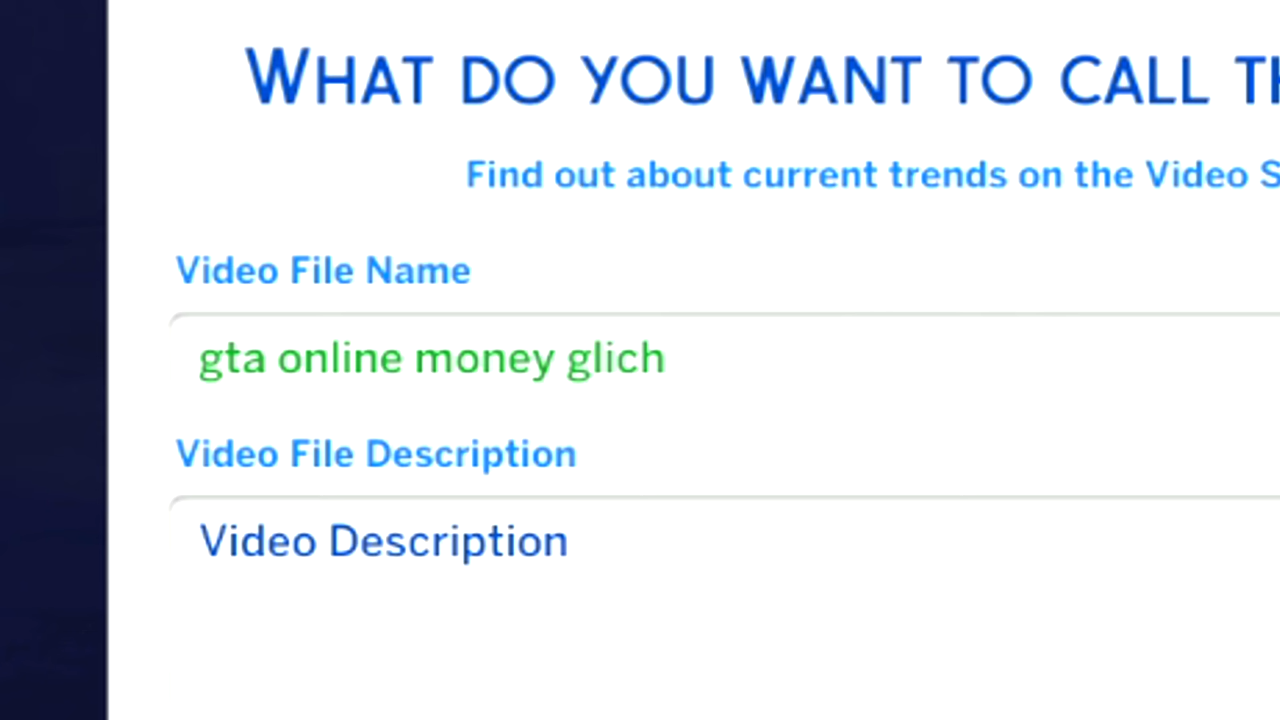 What do you want to call
Find out about current trends on the Video
Video File Name
gta online money glich
Video File Description
Video Description